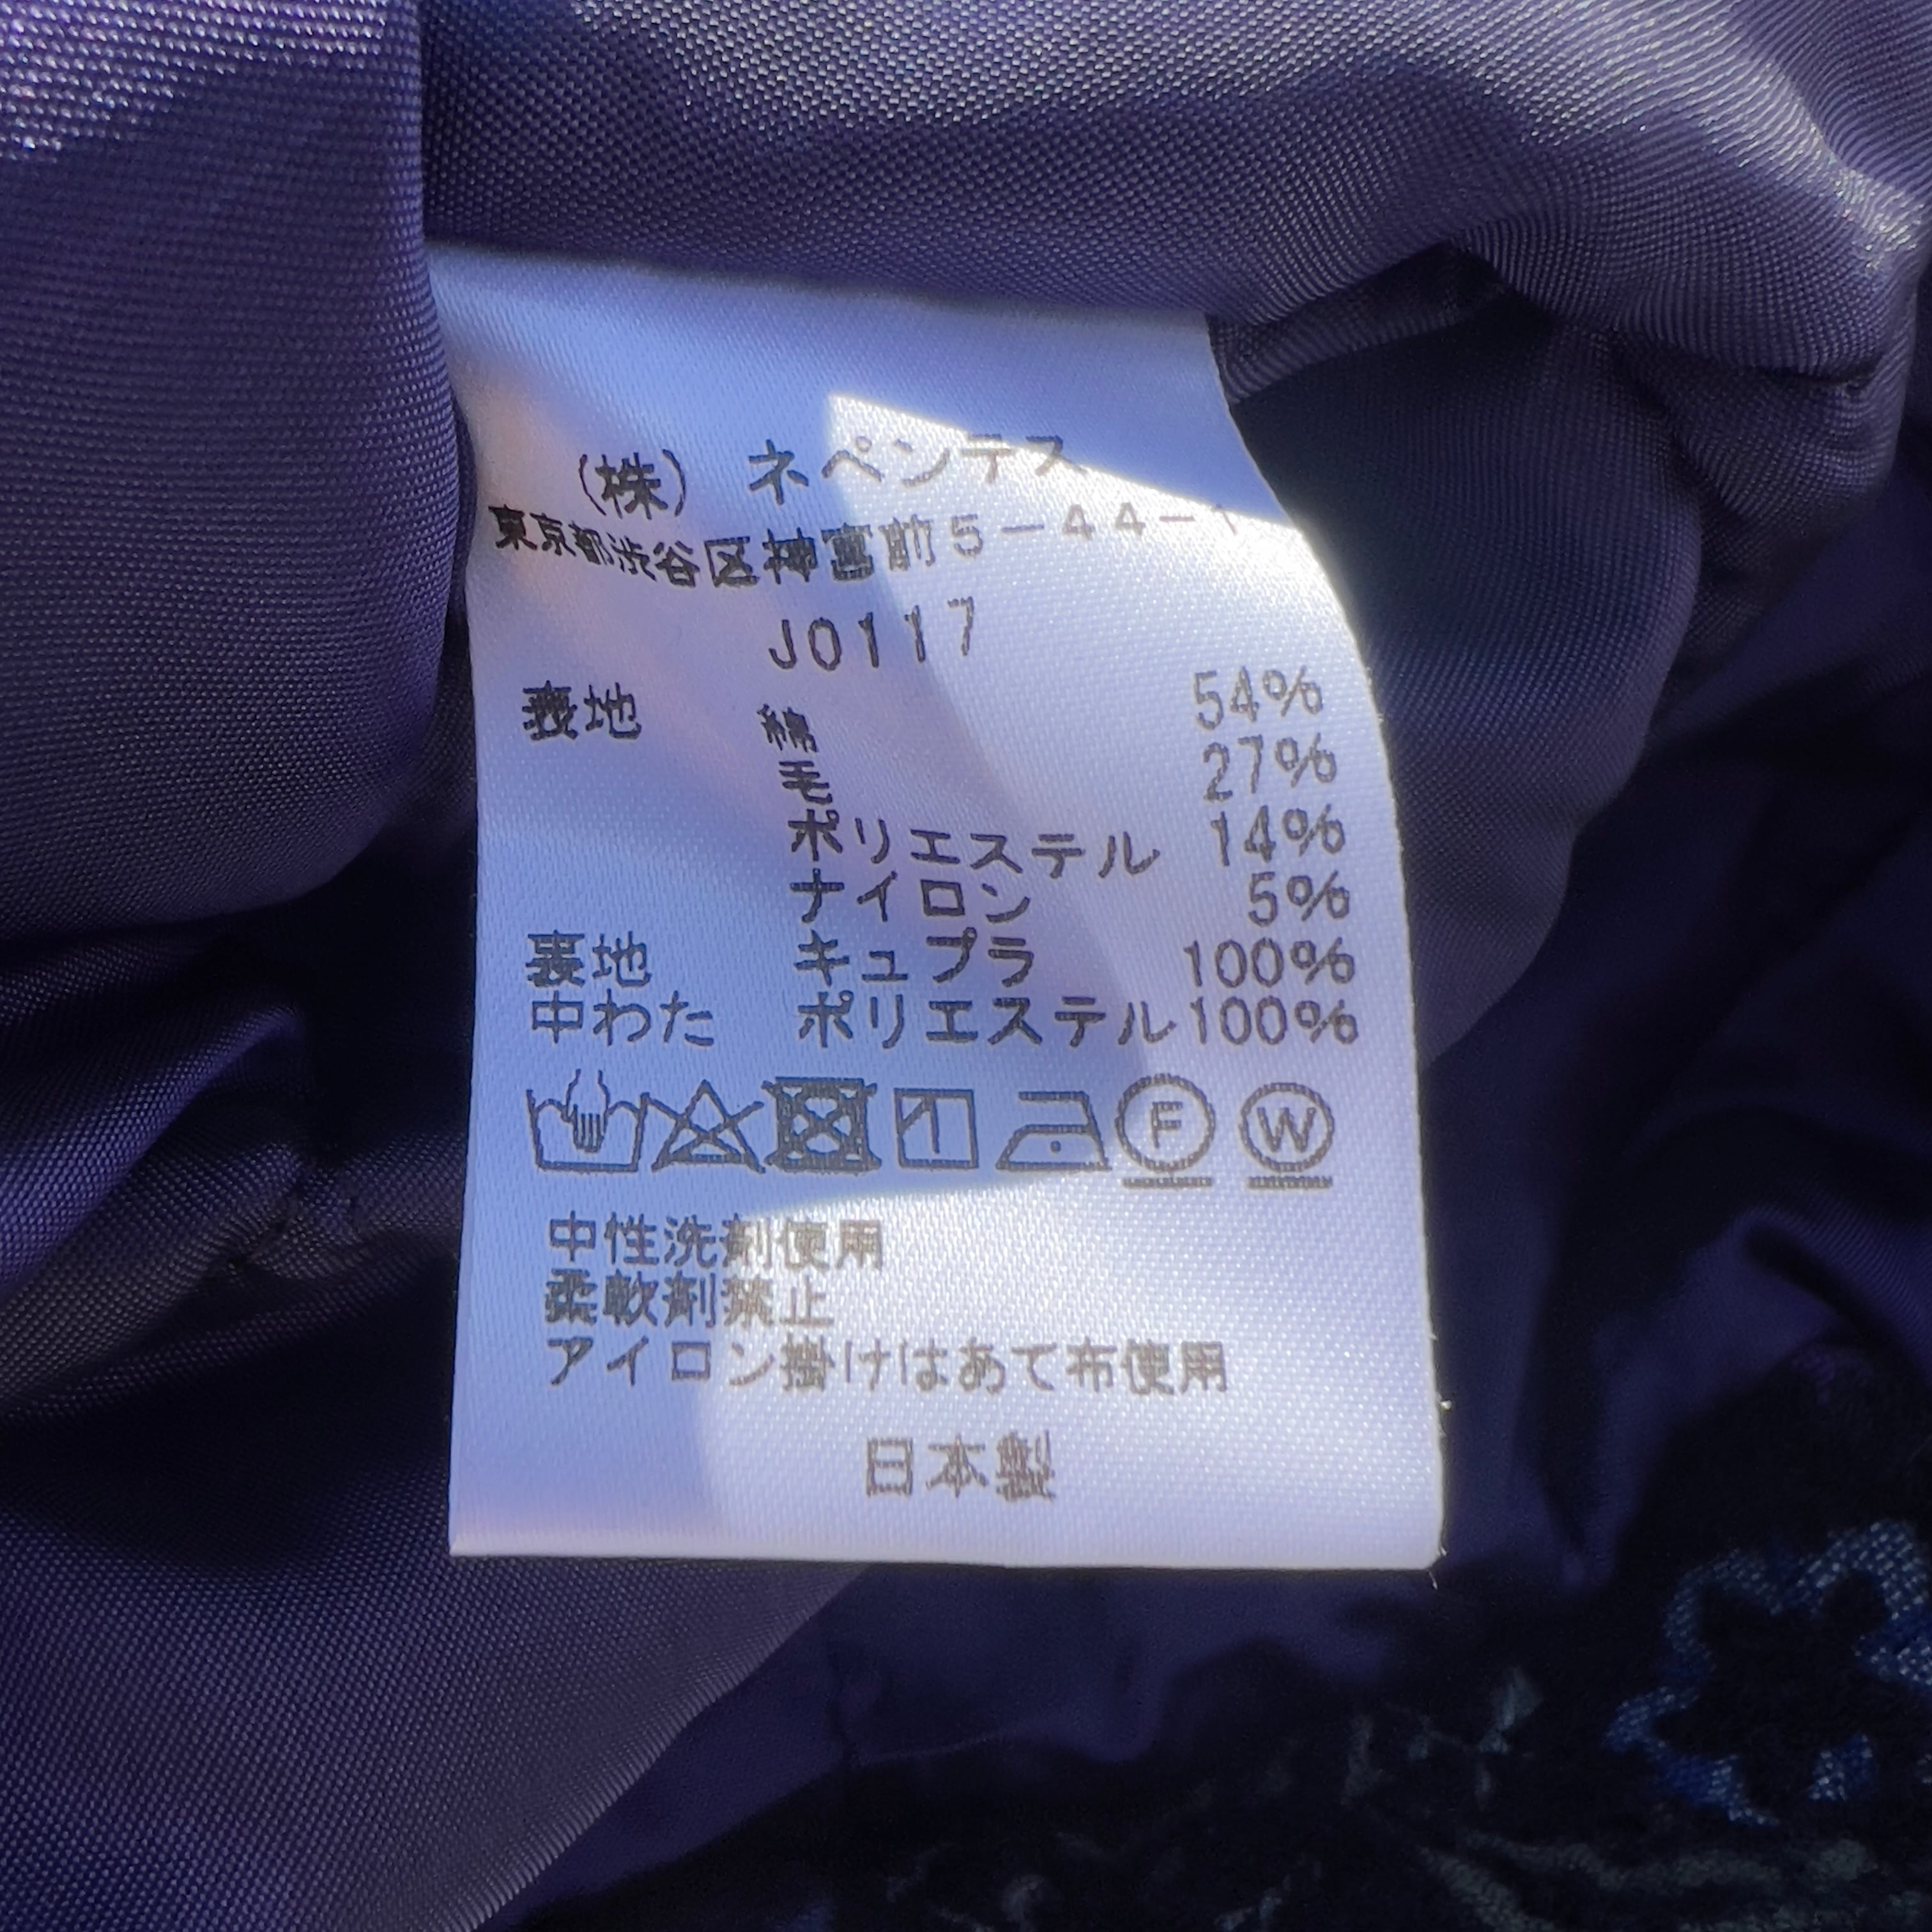 (株) ネペンテス
東京都渋谷区神宮前5-44-1
J0117
表地 綿 54%
毛 27%
ポリエステル 14%
ナイロン 5%
裏地 キュプラ 100%
中わた ポリエステル100%
F W
中性洗剤使用
柔軟剤禁止
アイロン掛けはあて布使用
日本製